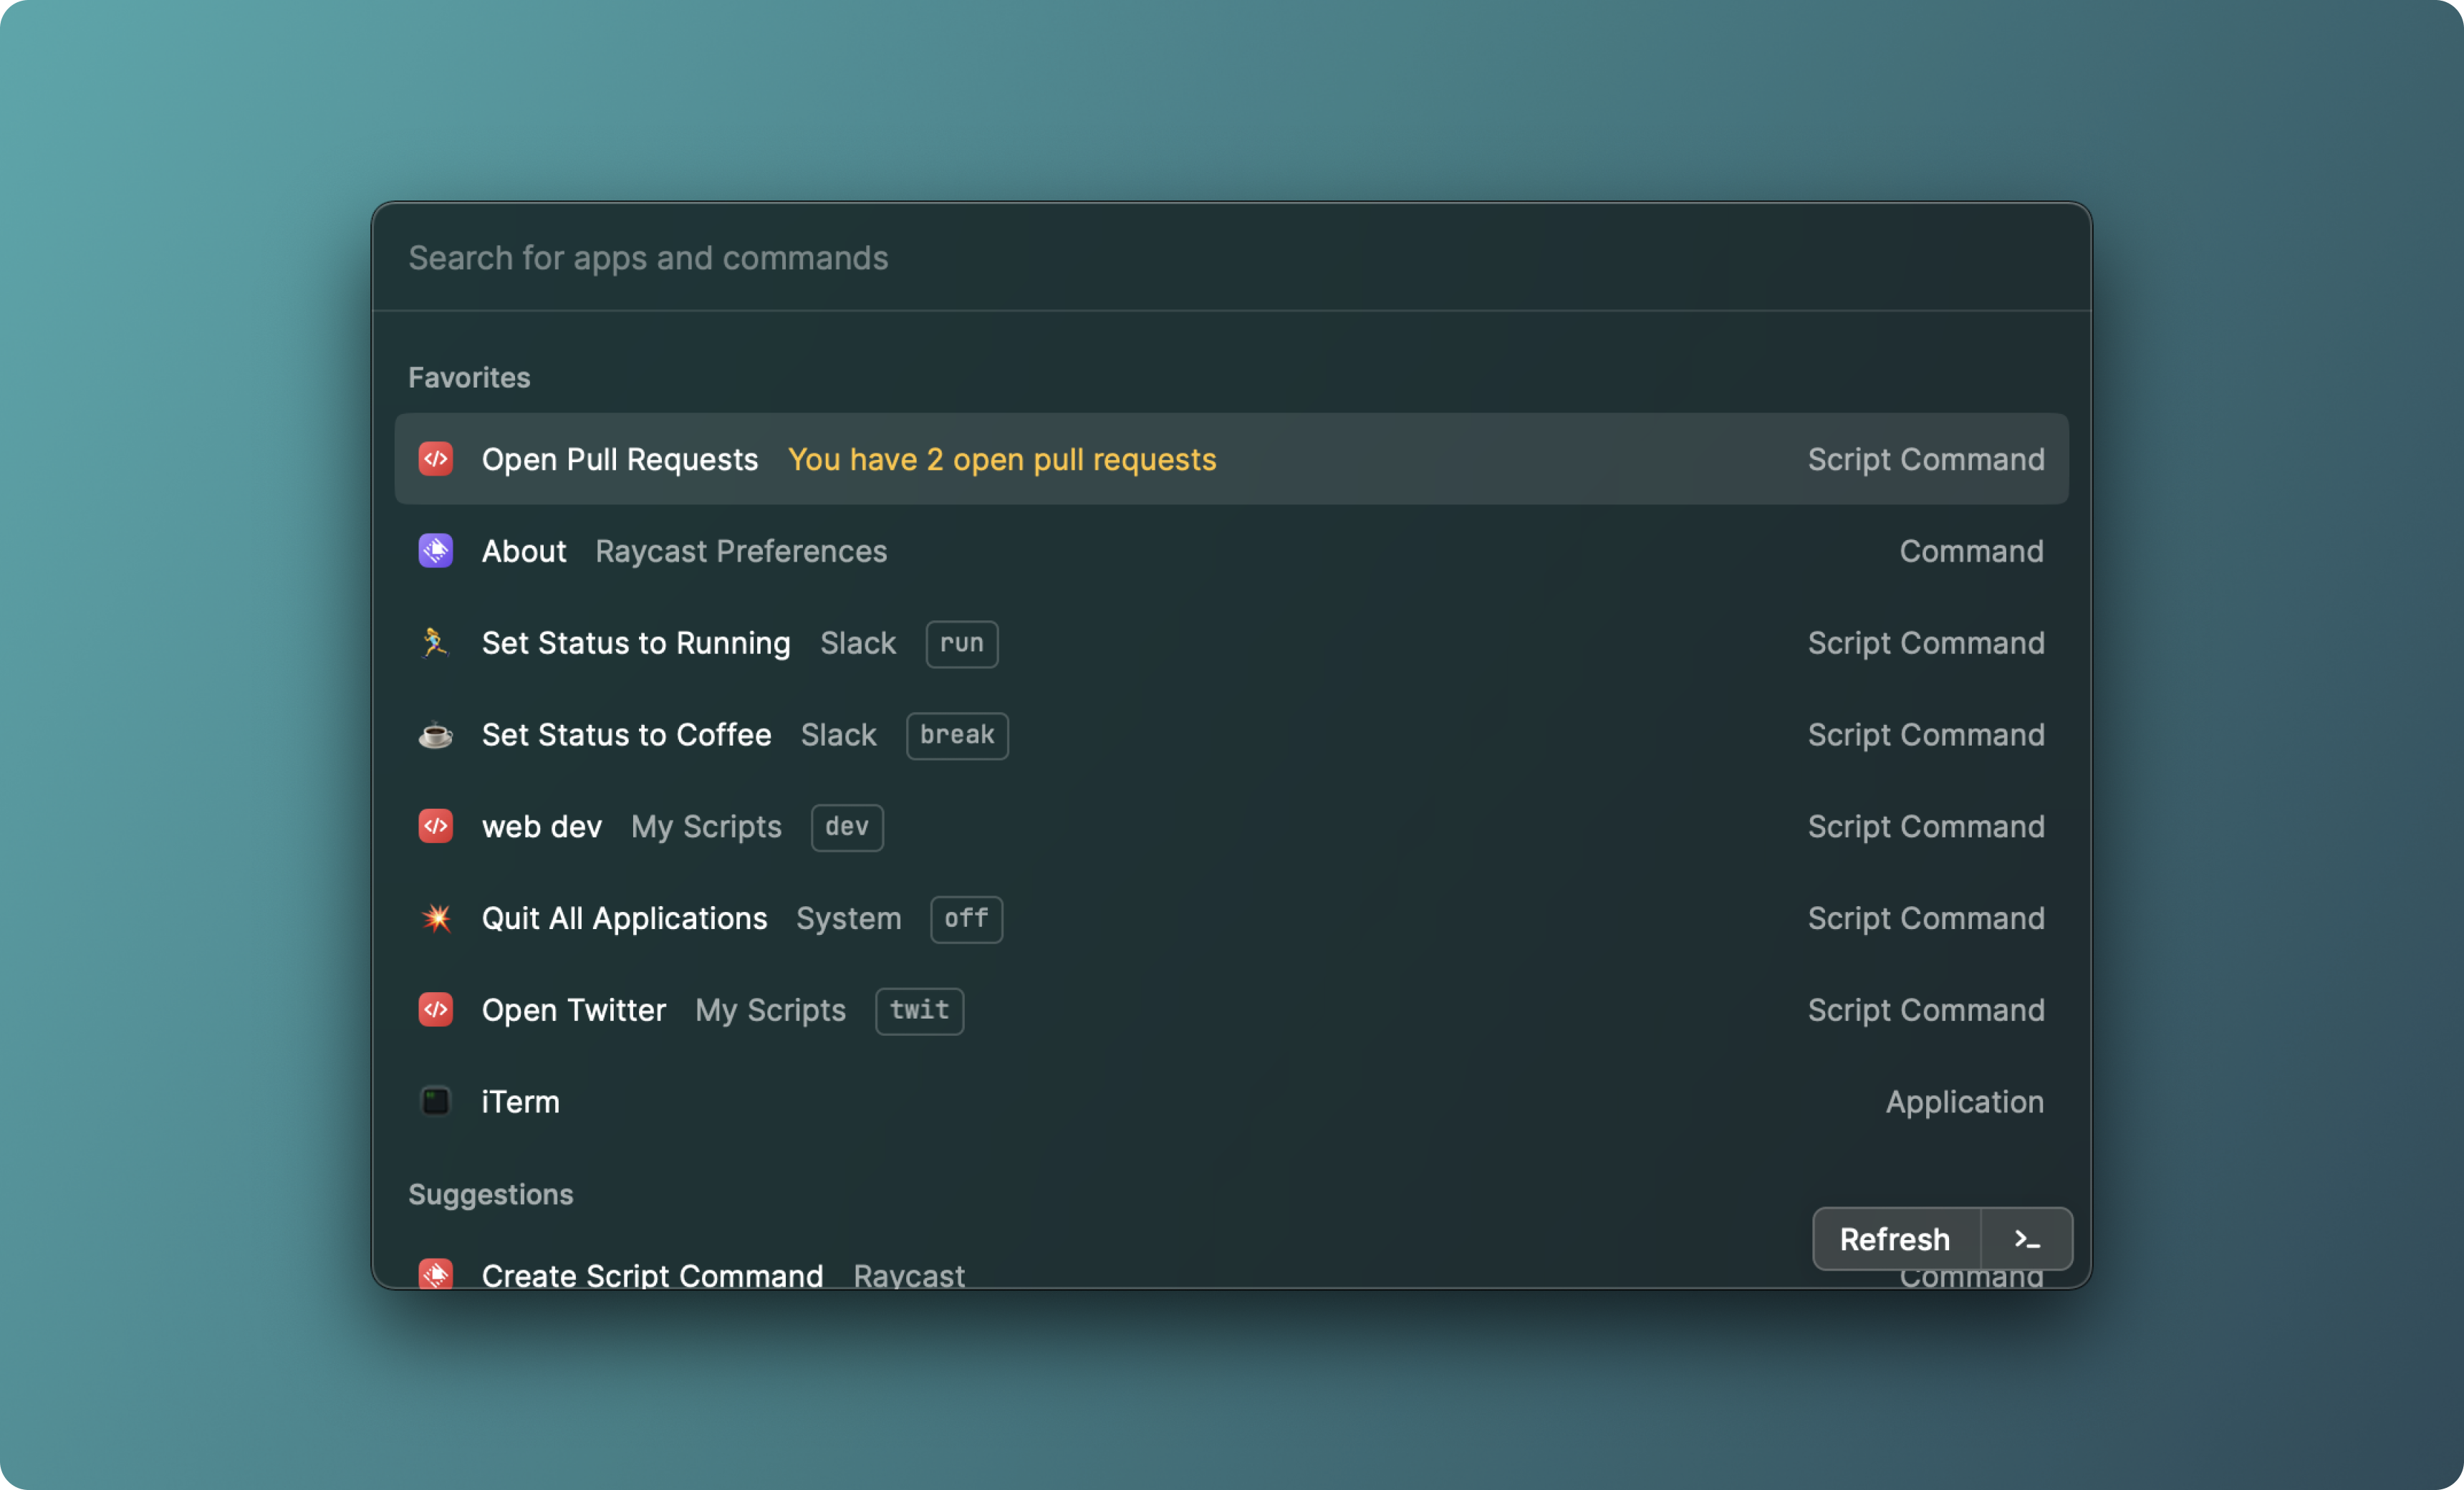 Search for apps and commands
Favorites
Open Pull Requests You have 2 open pull requests Script Command
About Raycast Preferences Command
Set Status to Running Slack run Script Command
Set Status to Coffee Slack break Script Command
web dev My Scripts dev Script Command
Quit All Applications System off Script Command
Open Twitter My Scripts twit Script Command
iTerm Application
Suggestions
Refresh >_
Create Script Command Raycast Command